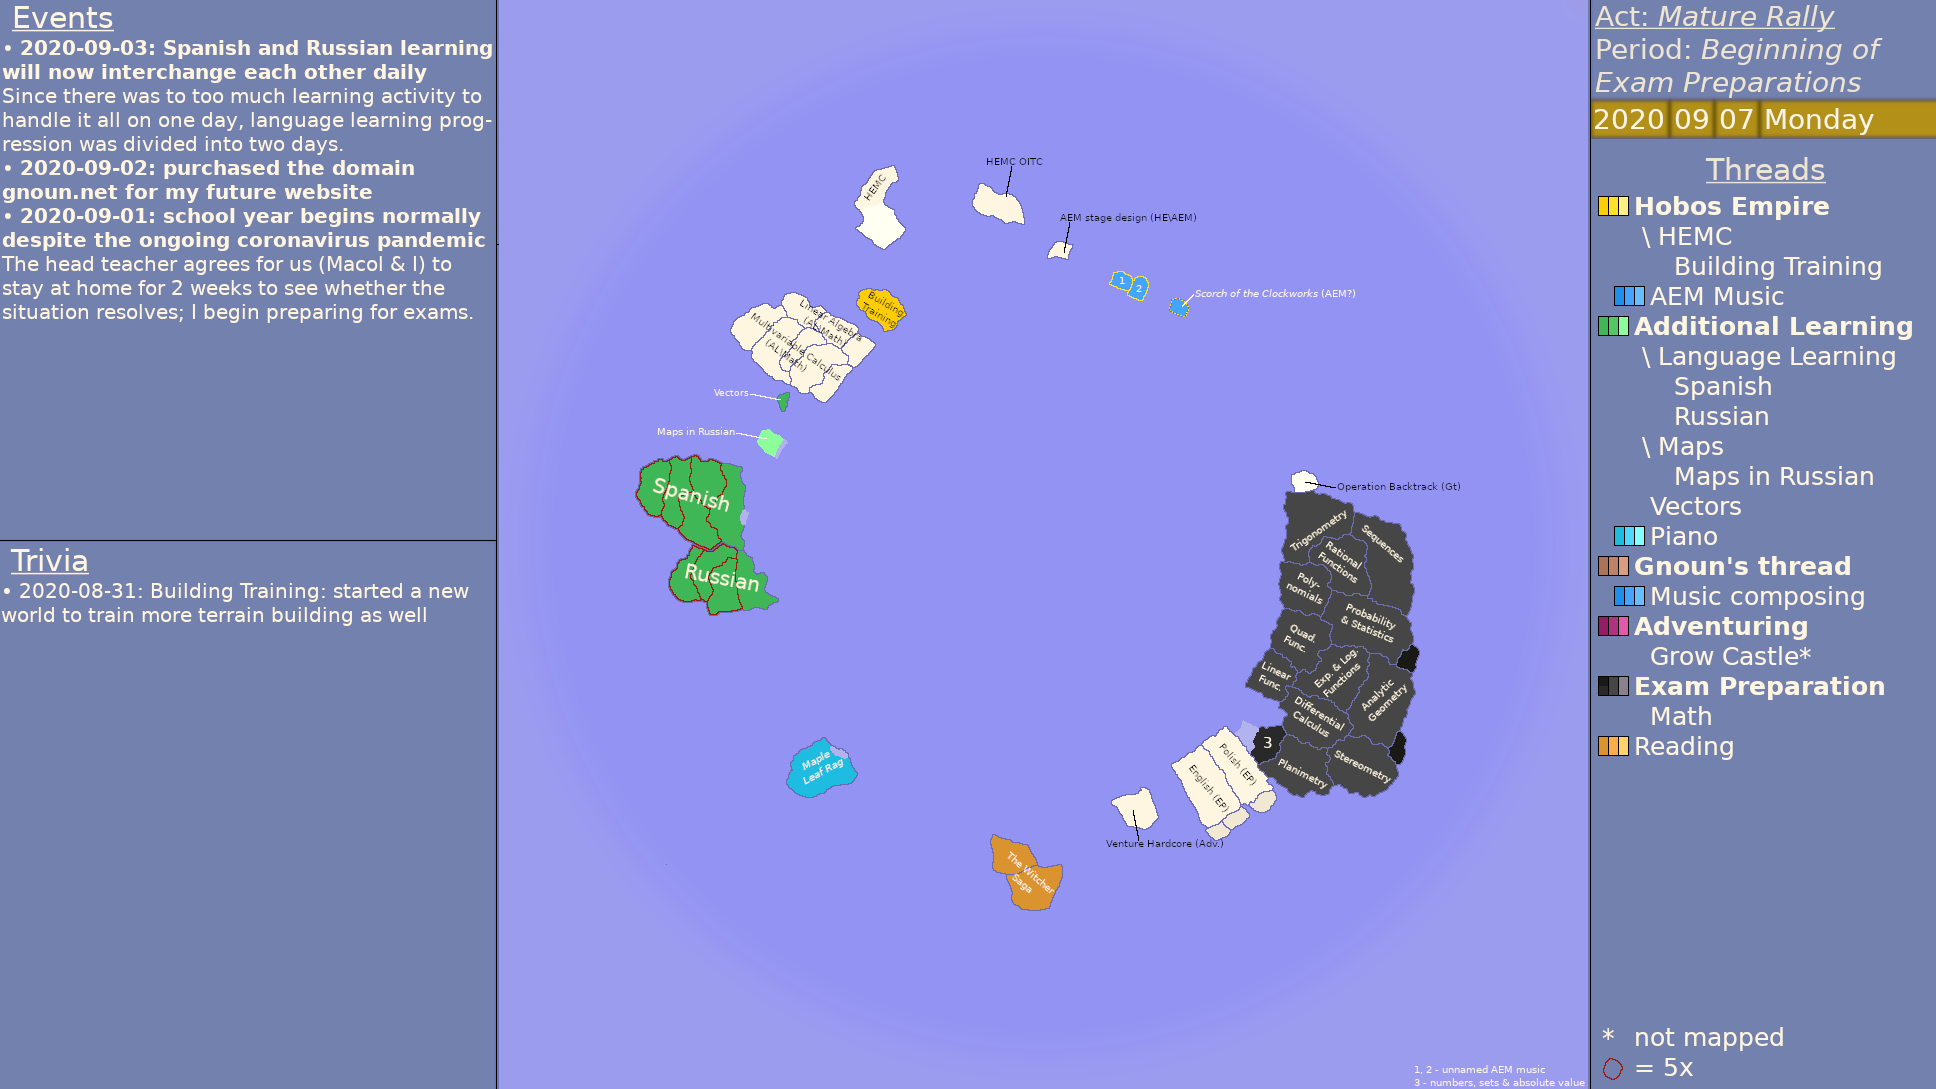 Events
• 2020-09-03: Spanish and Russian learning
will now interchange each other daily
Since there was to too much learning activity to
handle it all on one day, language learning prog-
ression was divided into two days.
• 2020-09-02: purchased the domain
gnoun.net for my future website
• 2020-09-01: school year begins normally
despite the ongoing coronavirus pandemic
The head teacher agrees for us (Macol & I) to
stay at home for 2 weeks to see whether the
situation resolves; I begin preparing for exams.
Trivia
• 2020-08-31: Building Training: started a new
world to train more terrain building as well
HEMC
HEMC OITC
AEM stage design (HE\AEM)
1
2
Scorch of the Clockworks (AEM?)
Building
Training
Linear Algebra
(AL\Math)
Multivariable Calculus
(AL\Math)
Vectors
Maps in Russian
Spanish
Russian
Maple
Leaf Rag
The Witcher
Saga
Venture Hardcore (Adv.)
English (EP)
Polish (EP)
3
Operation Backtrack (Gt)
Trigonometry
Sequences
Rational
Functions
Poly-
nomials
Probability
& Statistics
Quad.
Func.
Linear
Func.
Exp. & Log.
Functions
Analytic
Geometry
Differential
Calculus
Planimetry
Stereometry
1, 2 - unnamed AEM music
3 - numbers, sets & absolute value
Act: Mature Rally
Period: Beginning of
Exam Preparations
2020 09 07 Monday
Threads
Hobos Empire
\ HEMC
Building Training
AEM Music
Additional Learning
\ Language Learning
Spanish
Russian
\ Maps
Maps in Russian
Vectors
Piano
Gnoun's thread
Music composing
Adventuring
Grow Castle*
Exam Preparation
Math
Reading
* not mapped
= 5x